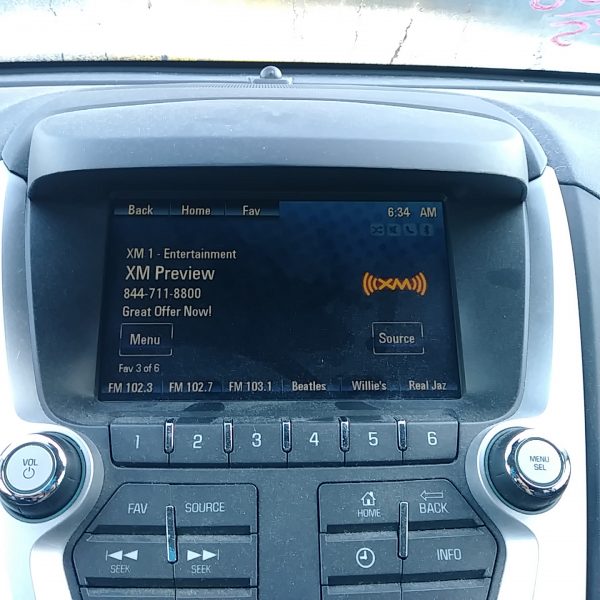 Back Home Fav 6:34 AM
XM 1 - Entertainment
XM Preview
844-711-8800
Great Offer Now!
((XM))
Menu Source
Fav 3 of 6
FM 102.3 FM 102.7 FM 103.1 Beatles Willie's Real Jaz
1 2 3 4 5 6
VOL
MENU
SEL
FAV SOURCE
HOME BACK
SEEK SEEK
INFO